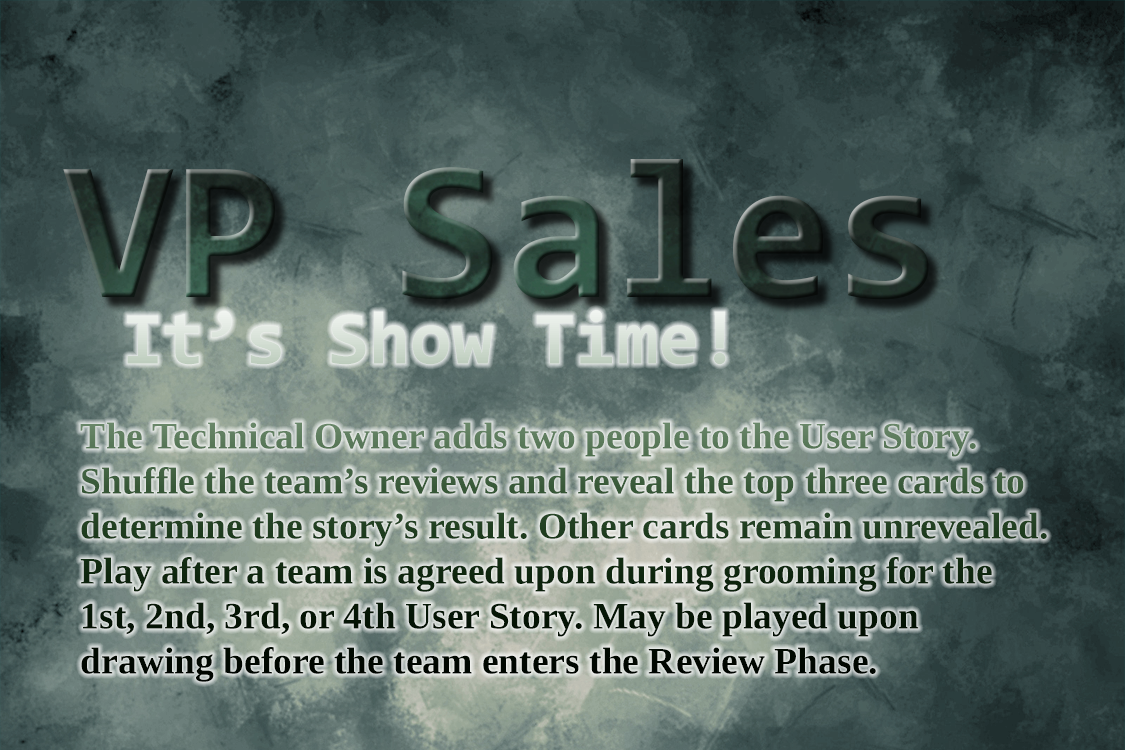 VP Sales
It’s Show Time!
The Technical Owner adds two people to the User Story.
Shuffle the team’s reviews and reveal the top three cards to
determine the story’s result. Other cards remain unrevealed.
Play after a team is agreed upon during grooming for the
1st, 2nd, 3rd, or 4th User Story. May be played upon
drawing before the team enters the Review Phase.